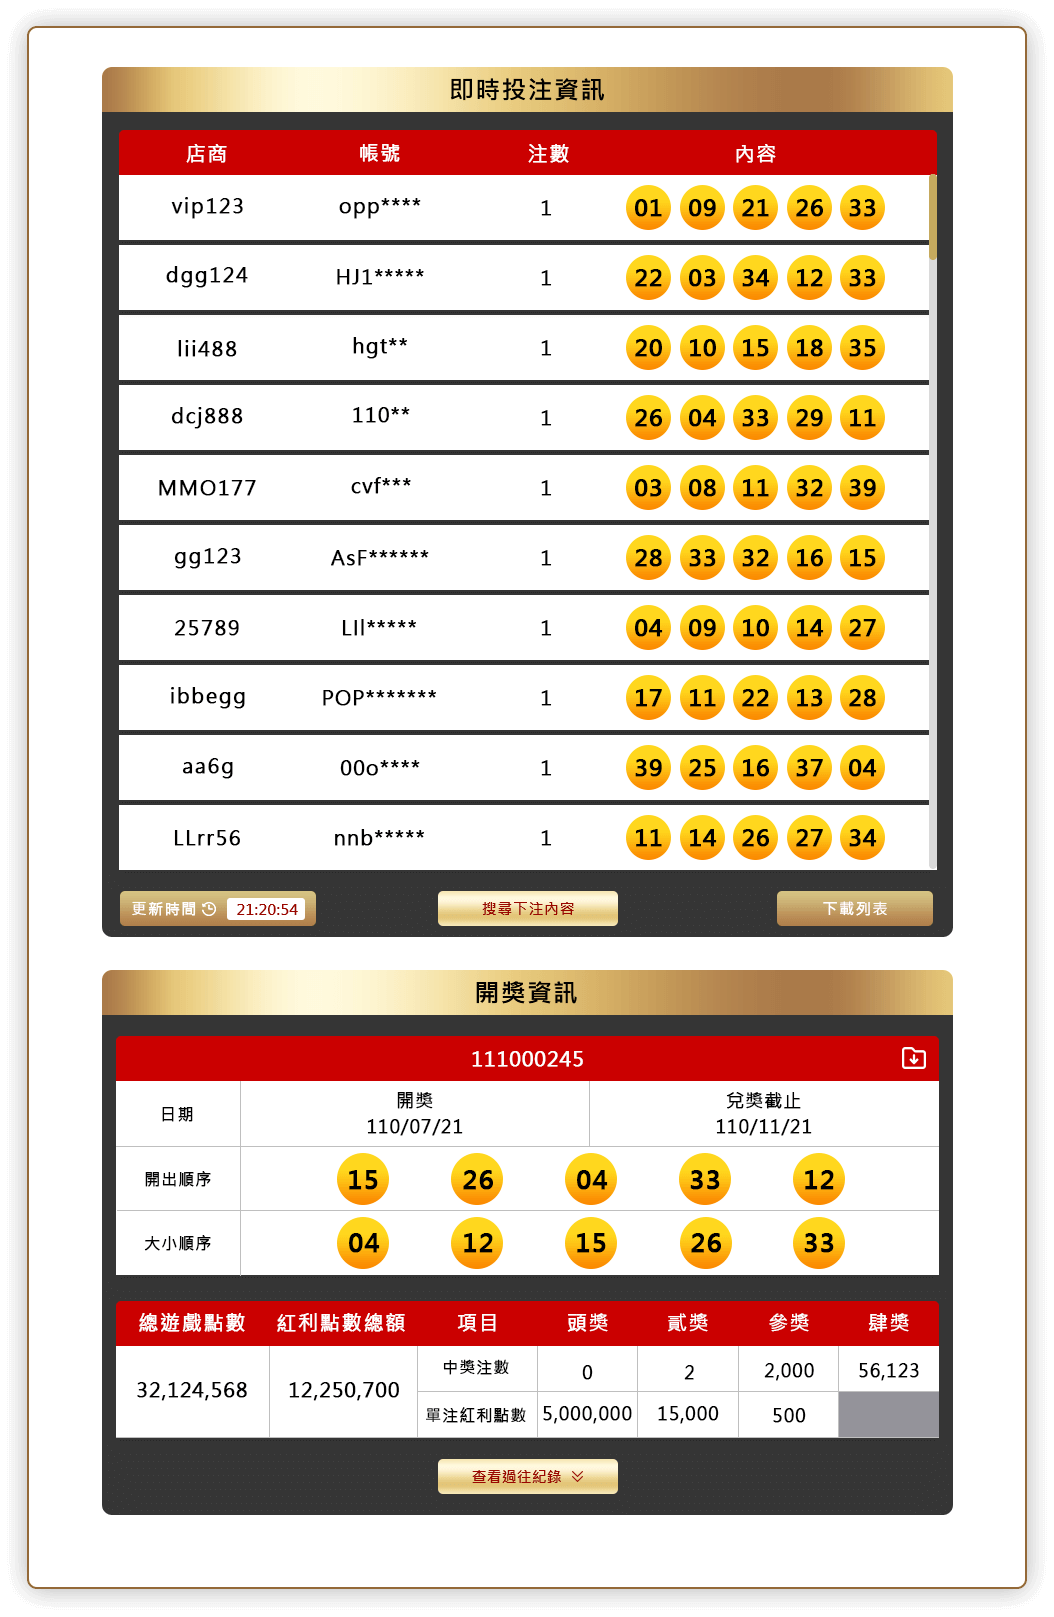 即時投注資訊
店商 帳號 注數 內容
vip123 opp**** 1 01 09 21 26 33
dgg124 HJ1***** 1 22 03 34 12 33
lii488 hgt** 1 20 10 15 18 35
dcj888 110** 1 26 04 33 29 11
MMO177 cvf*** 1 03 08 11 32 39
gg123 AsF****** 1 28 33 32 16 15
25789 LIl***** 1 04 09 10 14 27
ibbegg POP******* 1 17 11 22 13 28
aa6g 00o**** 1 39 25 16 37 04
LLrr56 nnb***** 1 11 14 26 27 34
更新時間 21:20:54 搜尋下注內容 下載列表
開獎資訊
111000245
日期 開獎 兌獎截止
110/07/21 110/11/21
開出順序 15 26 04 33 12
大小順序 04 12 15 26 33
總遊戲點數 紅利點數總額 項目 頭獎 貳獎 參獎 肆獎
32,124,568 12,250,700 中獎注數 0 2 2,000 56,123
單注紅利點數 5,000,000 15,000 500
查看過往紀錄